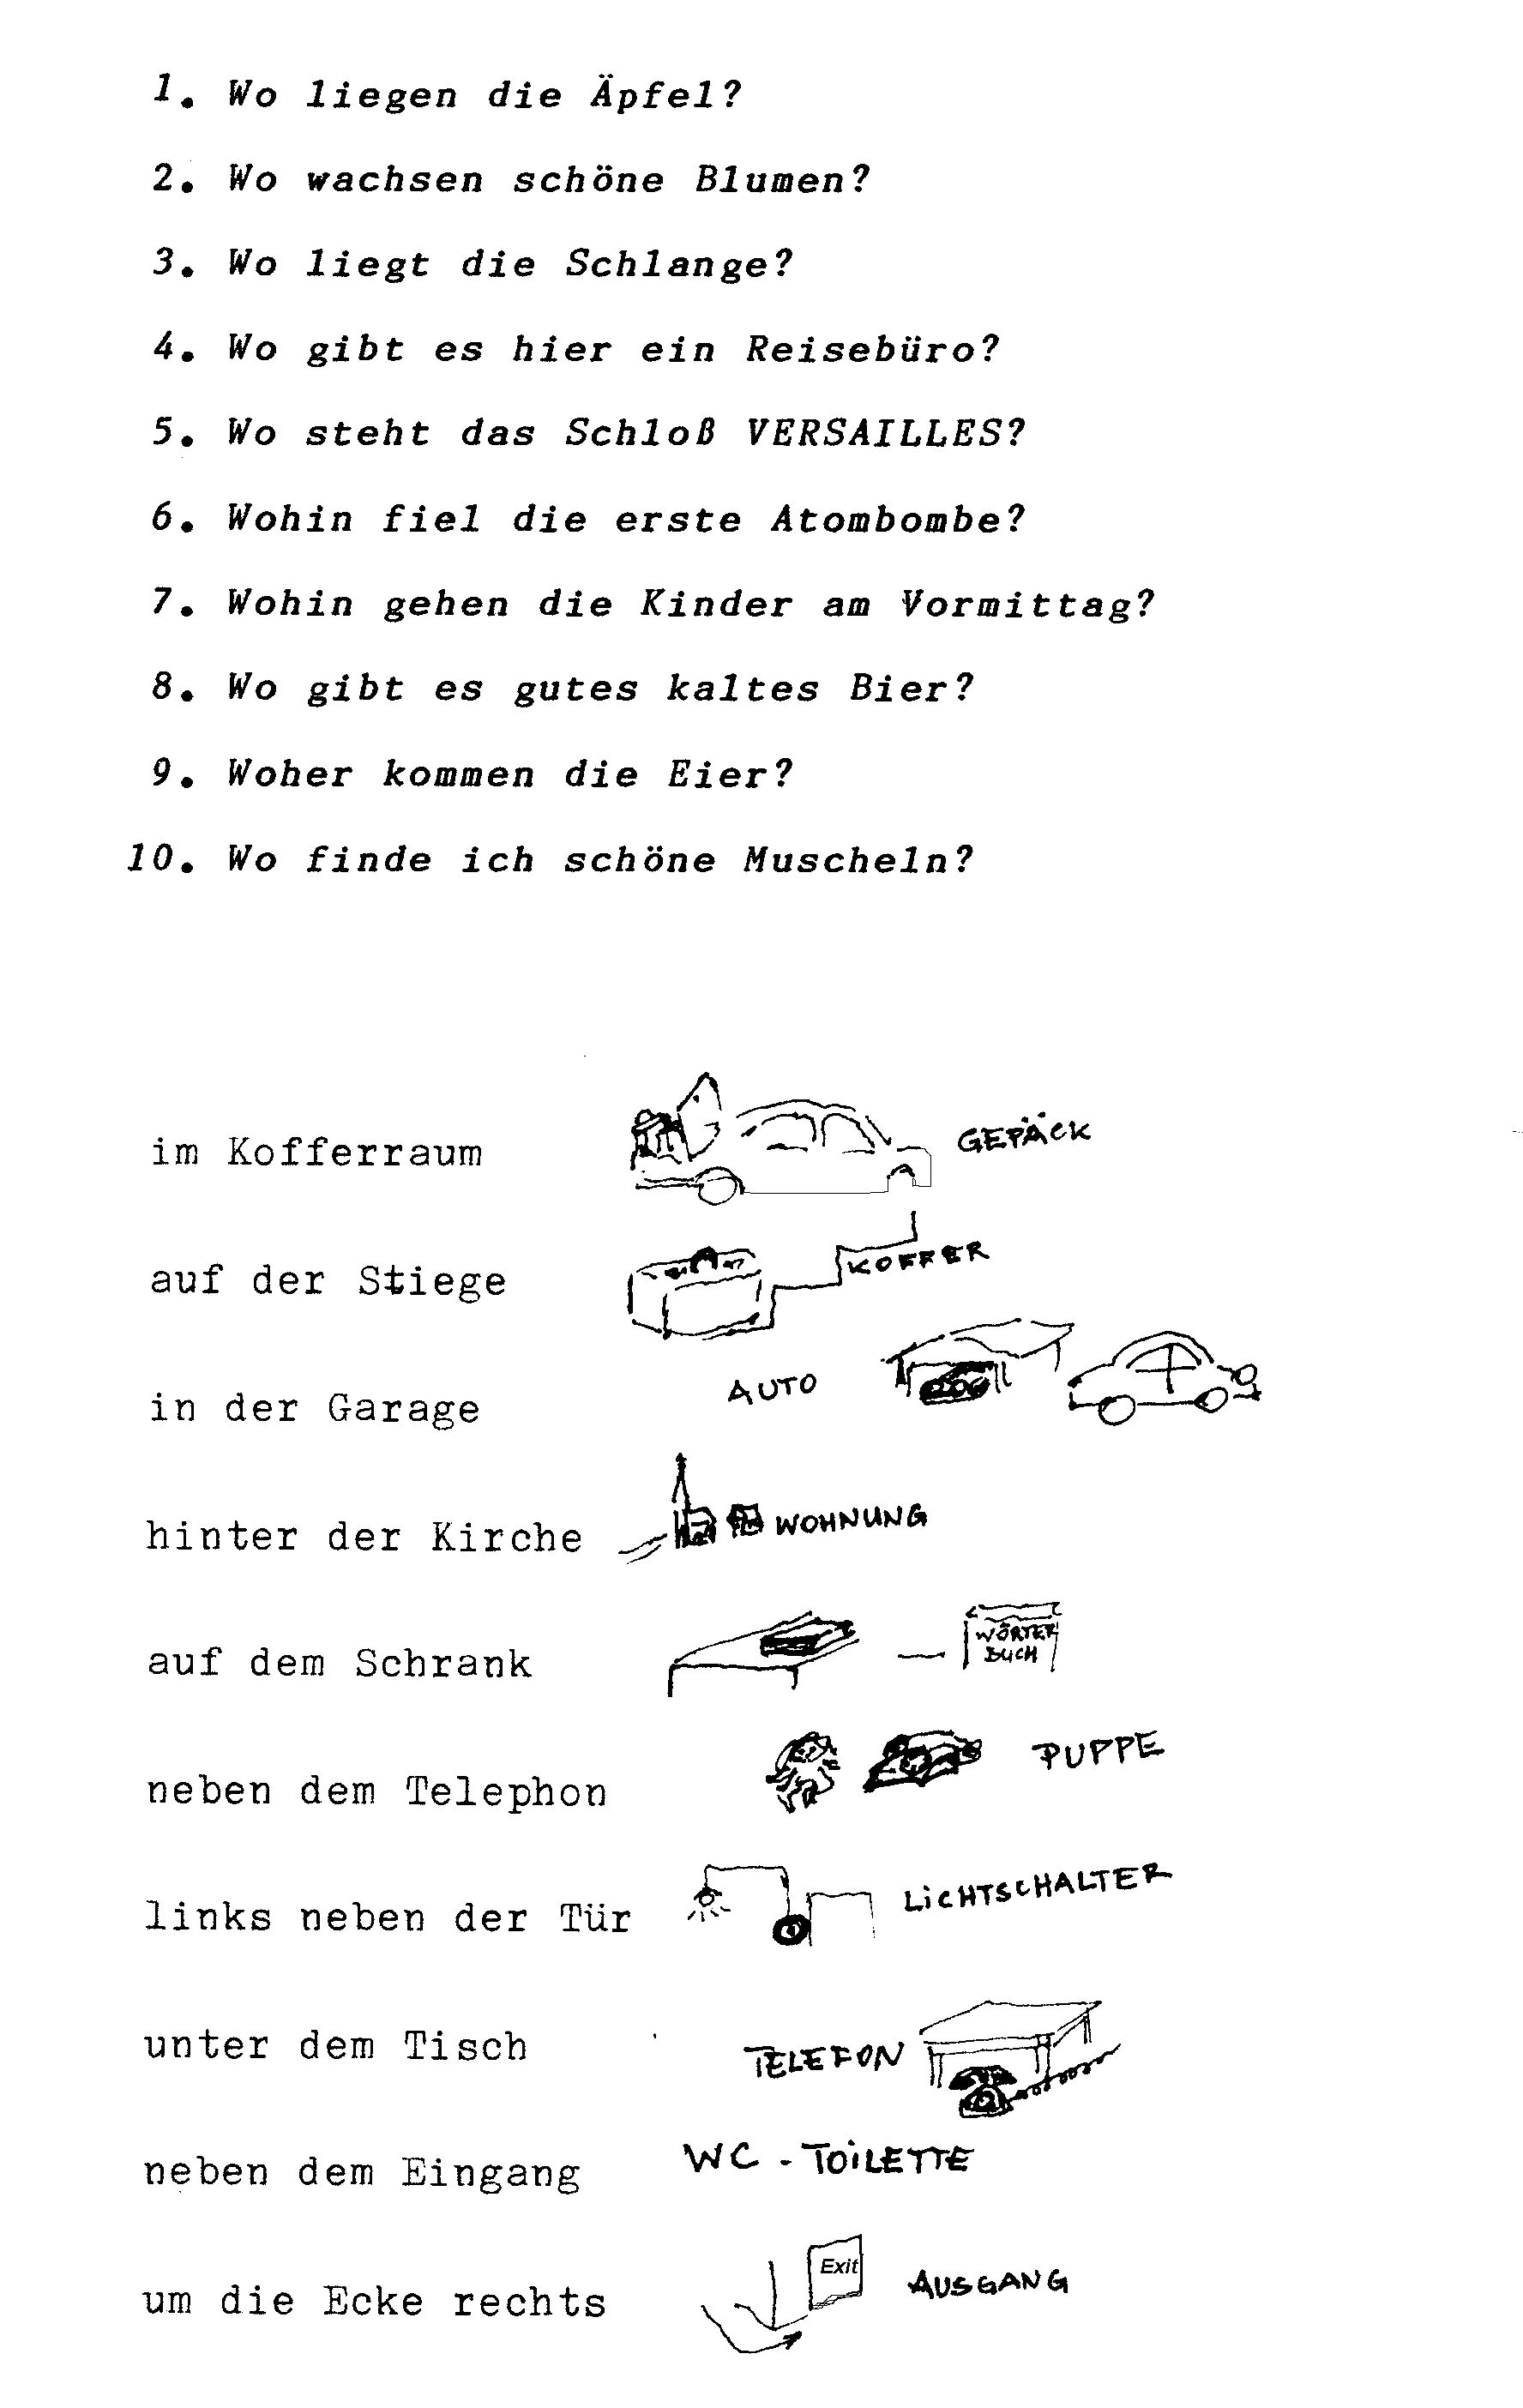 1. Wo liegen die Äpfel?
2. Wo wachsen schöne Blumen?
3. Wo liegt die Schlange?
4. Wo gibt es hier ein Reisebüro?
5. Wo steht das Schloß VERSAILLES?
6. Wohin fiel die erste Atombombe?
7. Wohin gehen die Kinder am Vormittag?
8. Wo gibt es gutes kaltes Bier?
9. Woher kommen die Eier?
10. Wo finde ich schöne Muscheln?
im Kofferraum GEPÄCK
auf der Stiege KOFFER
in der Garage AUTO
hinter der Kirche WOHNUNG
auf dem Schrank WÖRTER
BUCH
neben dem Telephon PUPPE
links neben der Tür LiCHTSCHALTER
unter dem Tisch TELEFON
neben dem Eingang WC - TOiLETTE
um die Ecke rechts Exit AUSGANG